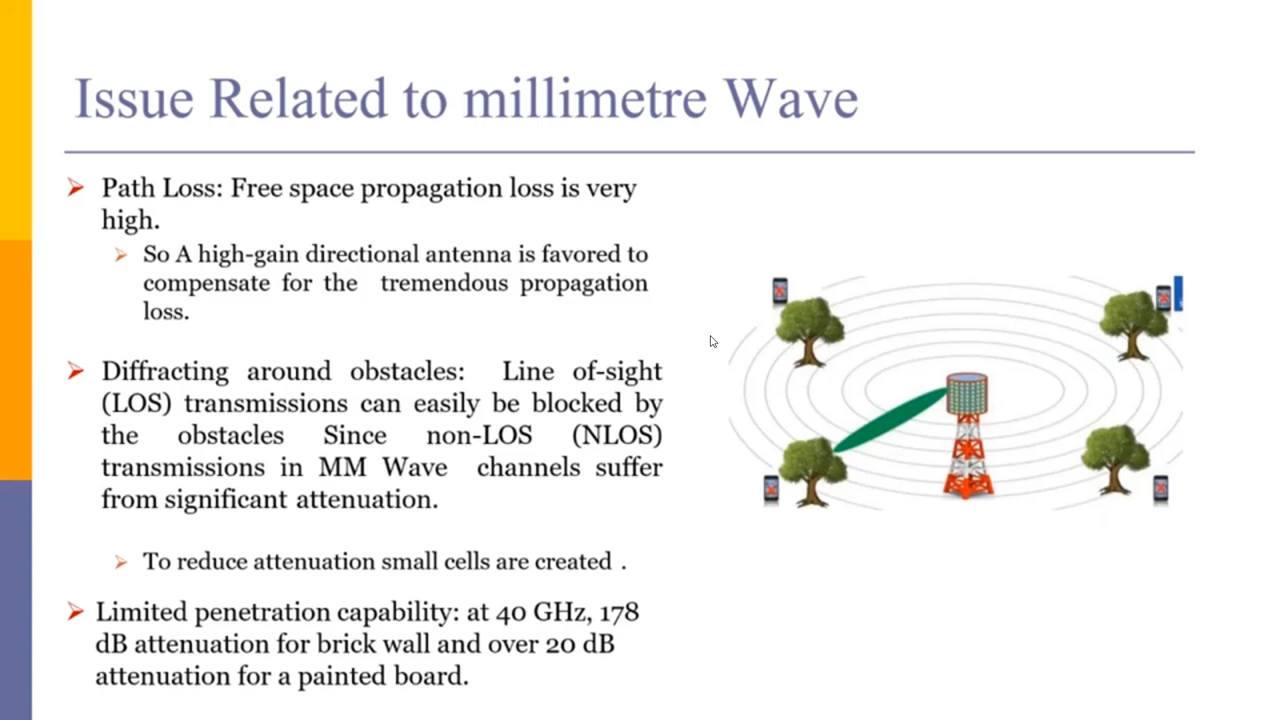 Issue Related to millimetre Wave
Path Loss: Free space propagation loss is very
high.
So A high-gain directional antenna is favored to
compensate for the tremendous propagation
loss.
Diffracting around obstacles: Line of-sight
(LOS) transmissions can easily be blocked by
the obstacles Since non-LOS (NLOS)
transmissions in MM Wave channels suffer
from significant attenuation.
To reduce attenuation small cells are created .
Limited penetration capability: at 40 GHz, 178
dB attenuation for brick wall and over 20 dB
attenuation for a painted board.